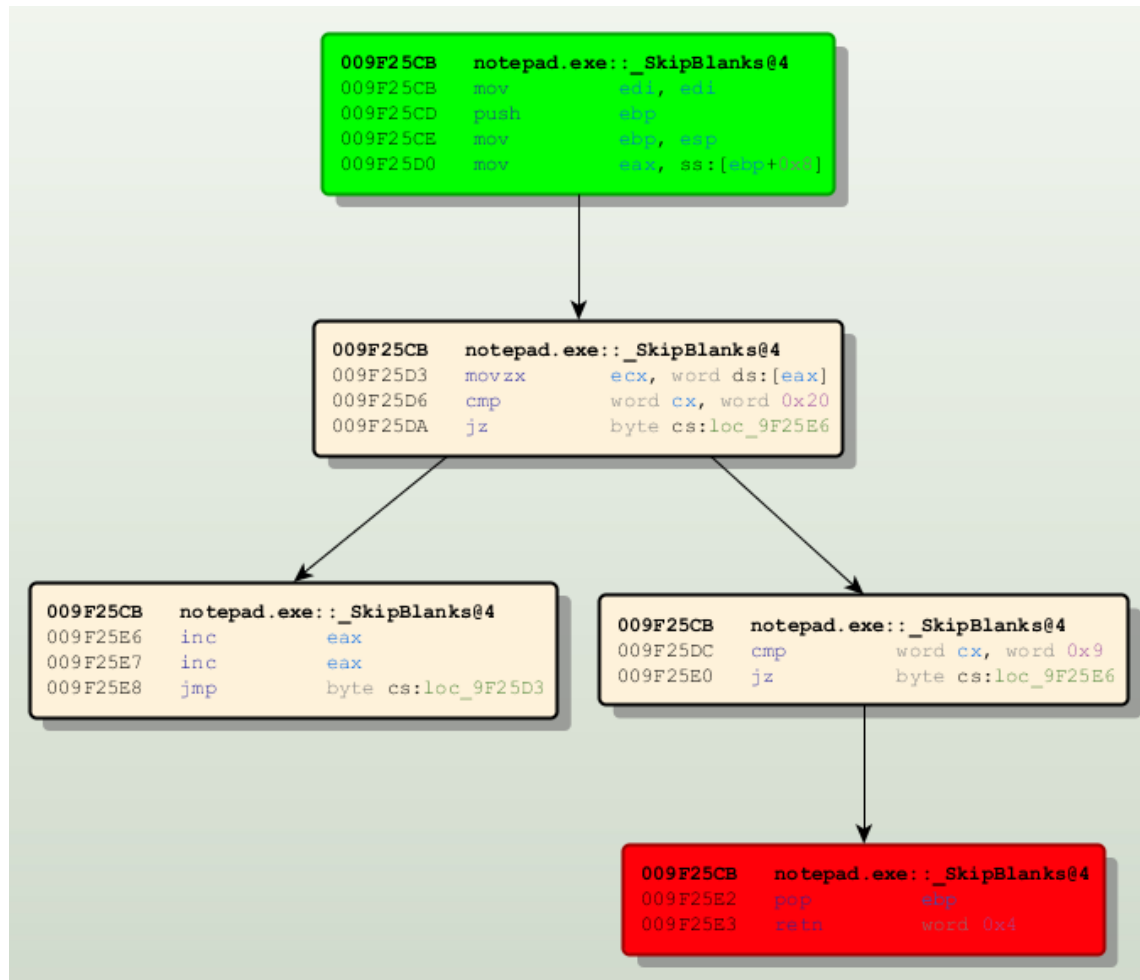 009F25CB notepad.exe::_SkipBlanks@4
009F25CB mov edi, edi
009F25CD push ebp
009F25CE mov ebp, esp
009F25D0 mov eax, ss:[ebp+0x8]
009F25CB notepad.exe::_SkipBlanks@4
009F25D3 movzx ecx, word ds:[eax]
009F25D6 cmp word cx, word 0x20
009F25DA jz byte cs:loc_9F25E6
009F25CB notepad.exe::_SkipBlanks@4
009F25E6 inc eax
009F25E7 inc eax
009F25E8 jmp byte cs:loc_9F25D3
009F25CB notepad.exe::_SkipBlanks@4
009F25DC cmp word cx, word 0x9
009F25E0 jz byte cs:loc_9F25E6
009F25CB notepad.exe::_SkipBlanks@4
009F25E2 pop ebp
009F25E3 retn word 0x4